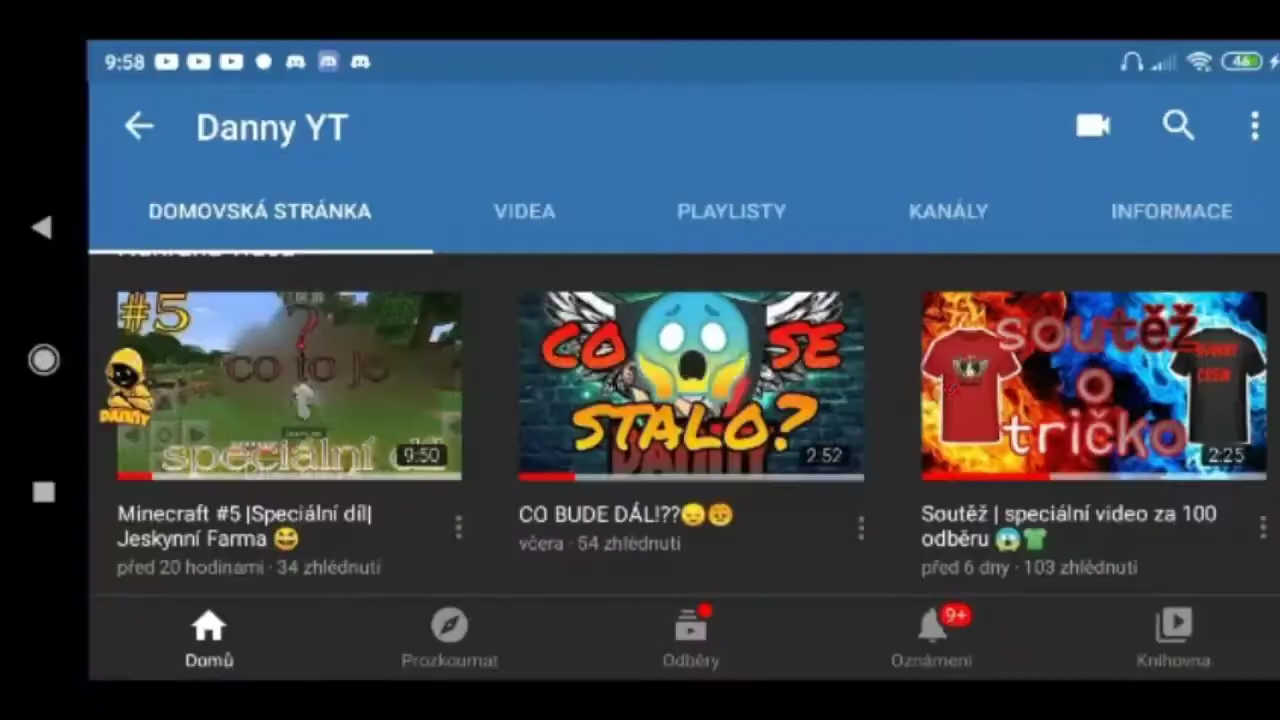 9:58
46
Danny YT
DOMOVSKÁ STRÁNKA
VIDEA
PLAYLISTY
KANÁLY
INFORMACE
#5
co to je
DANNY
speciální
9:50
CO SE
STALO?
DANNY
2:52
soutěž
o
tričko
2:25
Minecraft #5 |Speciální díl|
Jeskynní Farma 😆
před 20 hodinami · 34 zhlédnutí
CO BUDE DÁL!??
včera · 54 zhlédnutí
Soutěž | speciální video za 100
odběru 😱👕
před 6 dny · 103 zhlédnutí
Domů
Prozkoumat
Odběry
9+
Oznámení
Knihovna